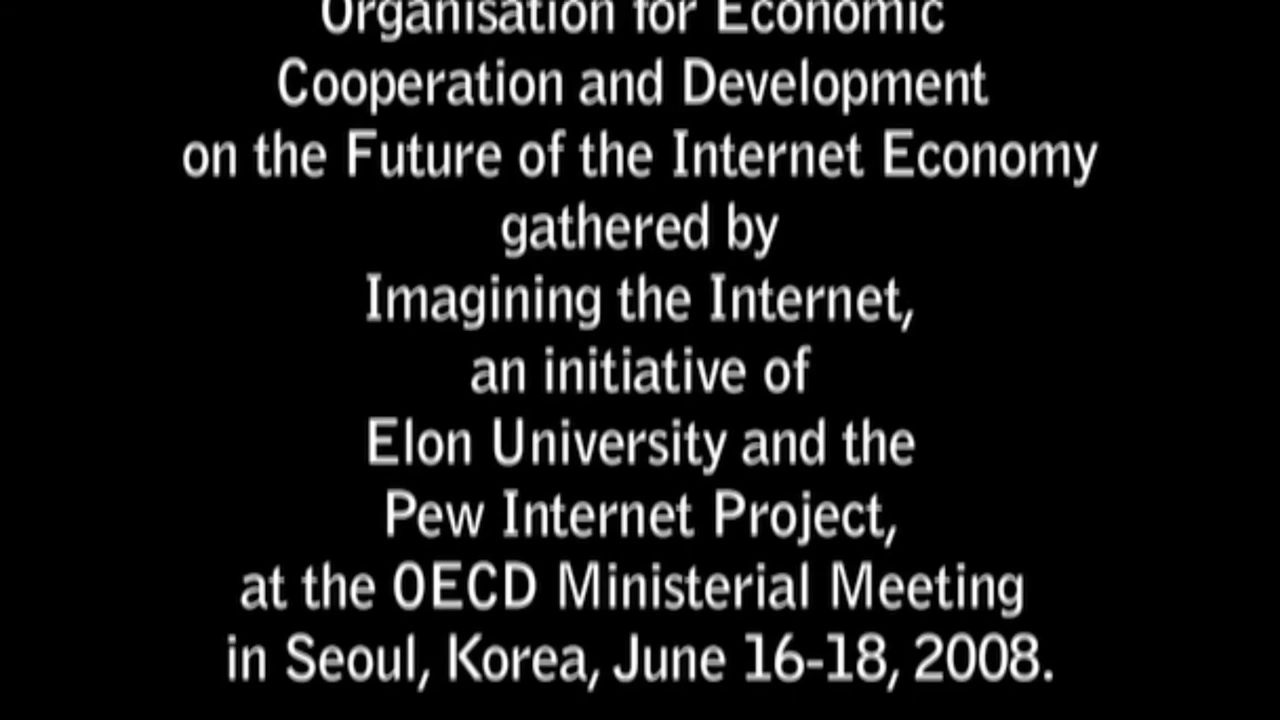 Organisation for Economic
Cooperation and Development
on the Future of the Internet Economy
gathered by
Imagining the Internet,
an initiative of
Elon University and the
Pew Internet Project,
at the OECD Ministerial Meeting
in Seoul, Korea, June 16-18, 2008.